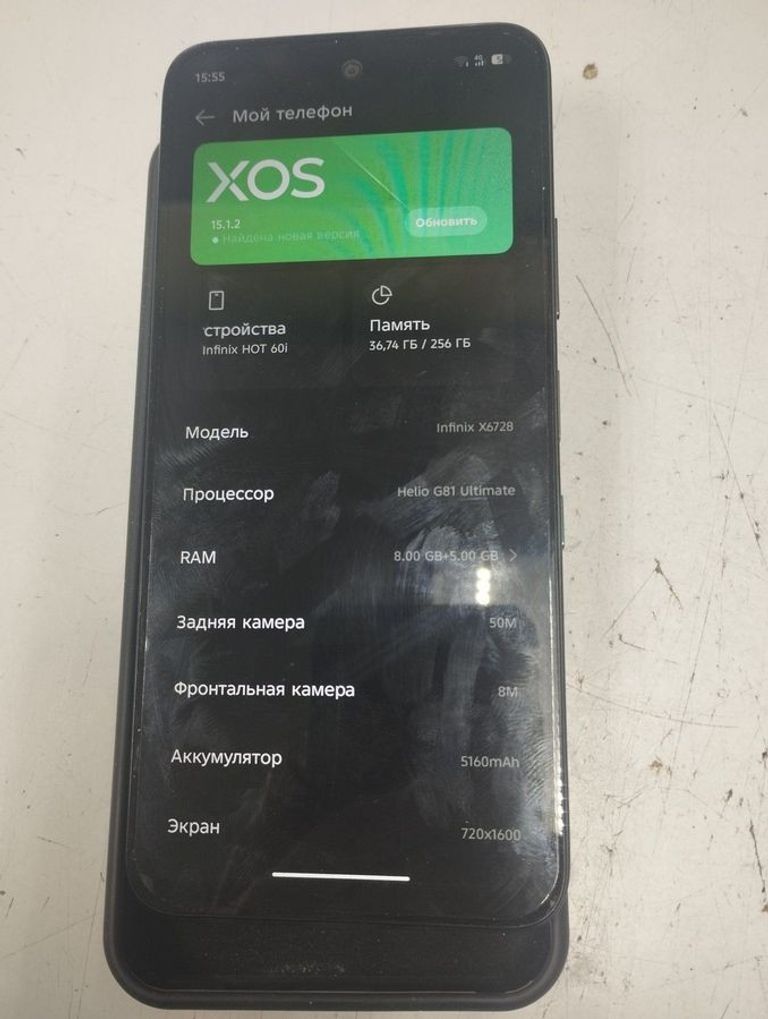 15:55
4G
Мой телефон
XOS
15.1.2
Обновить
Найдена новая версия
стройства
Infinix HOT 60i
Память
36,74 ГБ / 256 ГБ
Модель
Infinix X6728
Процессор
Helio G81 Ultimate
RAM
8.00 GB+5.00 GB
Задняя камера
50M
Фронтальная камера
8M
Аккумулятор
5160mAh
Экран
720x1600